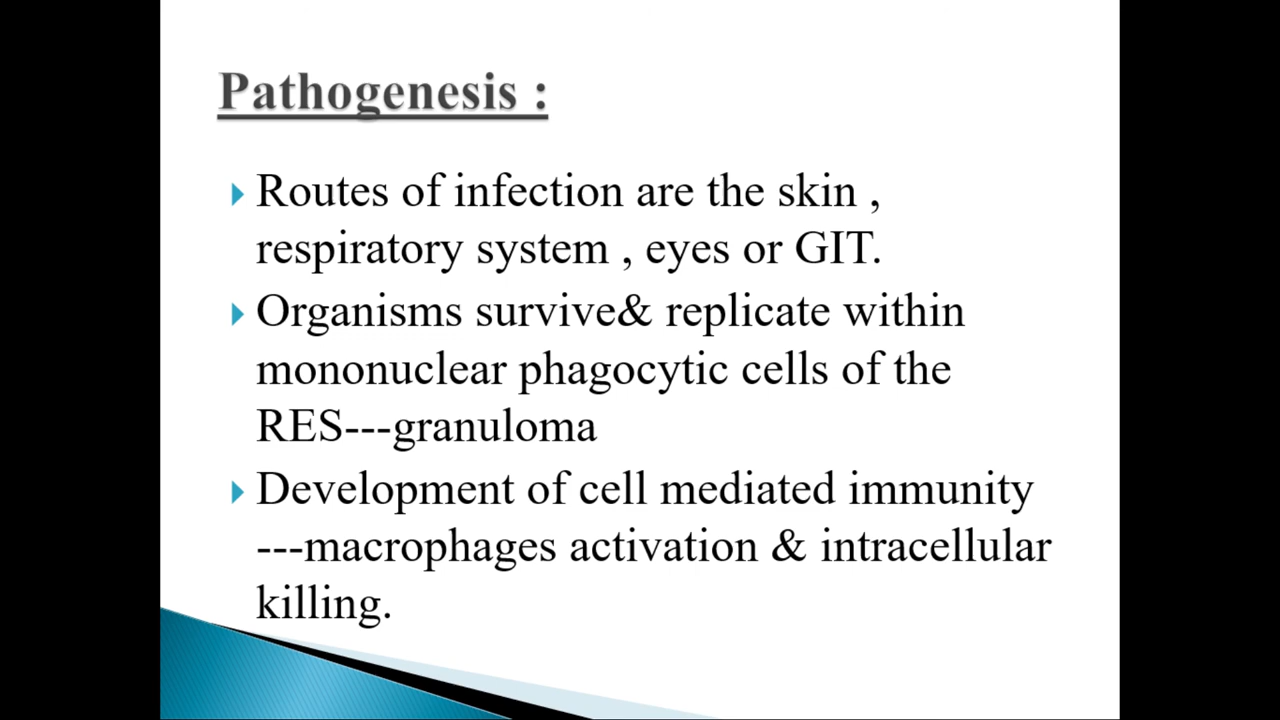 Pathogenesis :
Routes of infection are the skin ,
respiratory system , eyes or GIT.
Organisms survive& replicate within
mononuclear phagocytic cells of the
RES---granuloma
Development of cell mediated immunity
---macrophages activation & intracellular
killing.